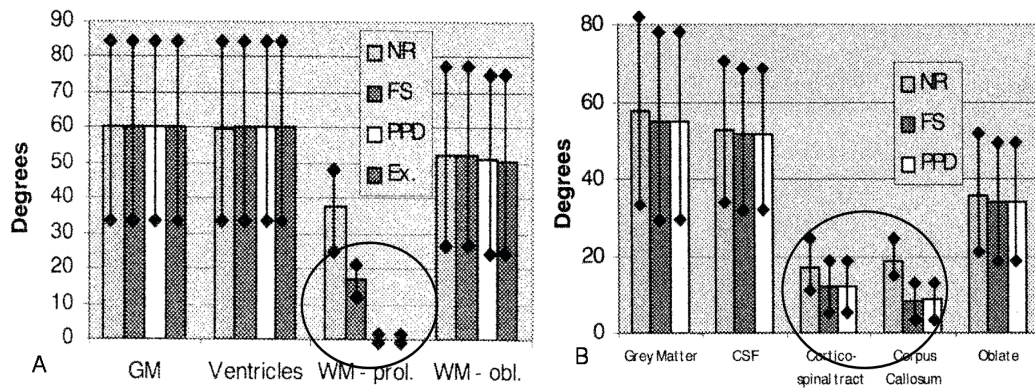 90
80
70
60
50
40
30
20
10
0
Degrees
NR
FS
PPD
Ex.
GM
Ventricles
WM - prol.
WM - obl.
A
80
60
40
20
0
Degrees
NR
FS
PPD
Grey Matter
CSF
Cortico-
spinal tract
Corpus
Callosum
Oblate
B